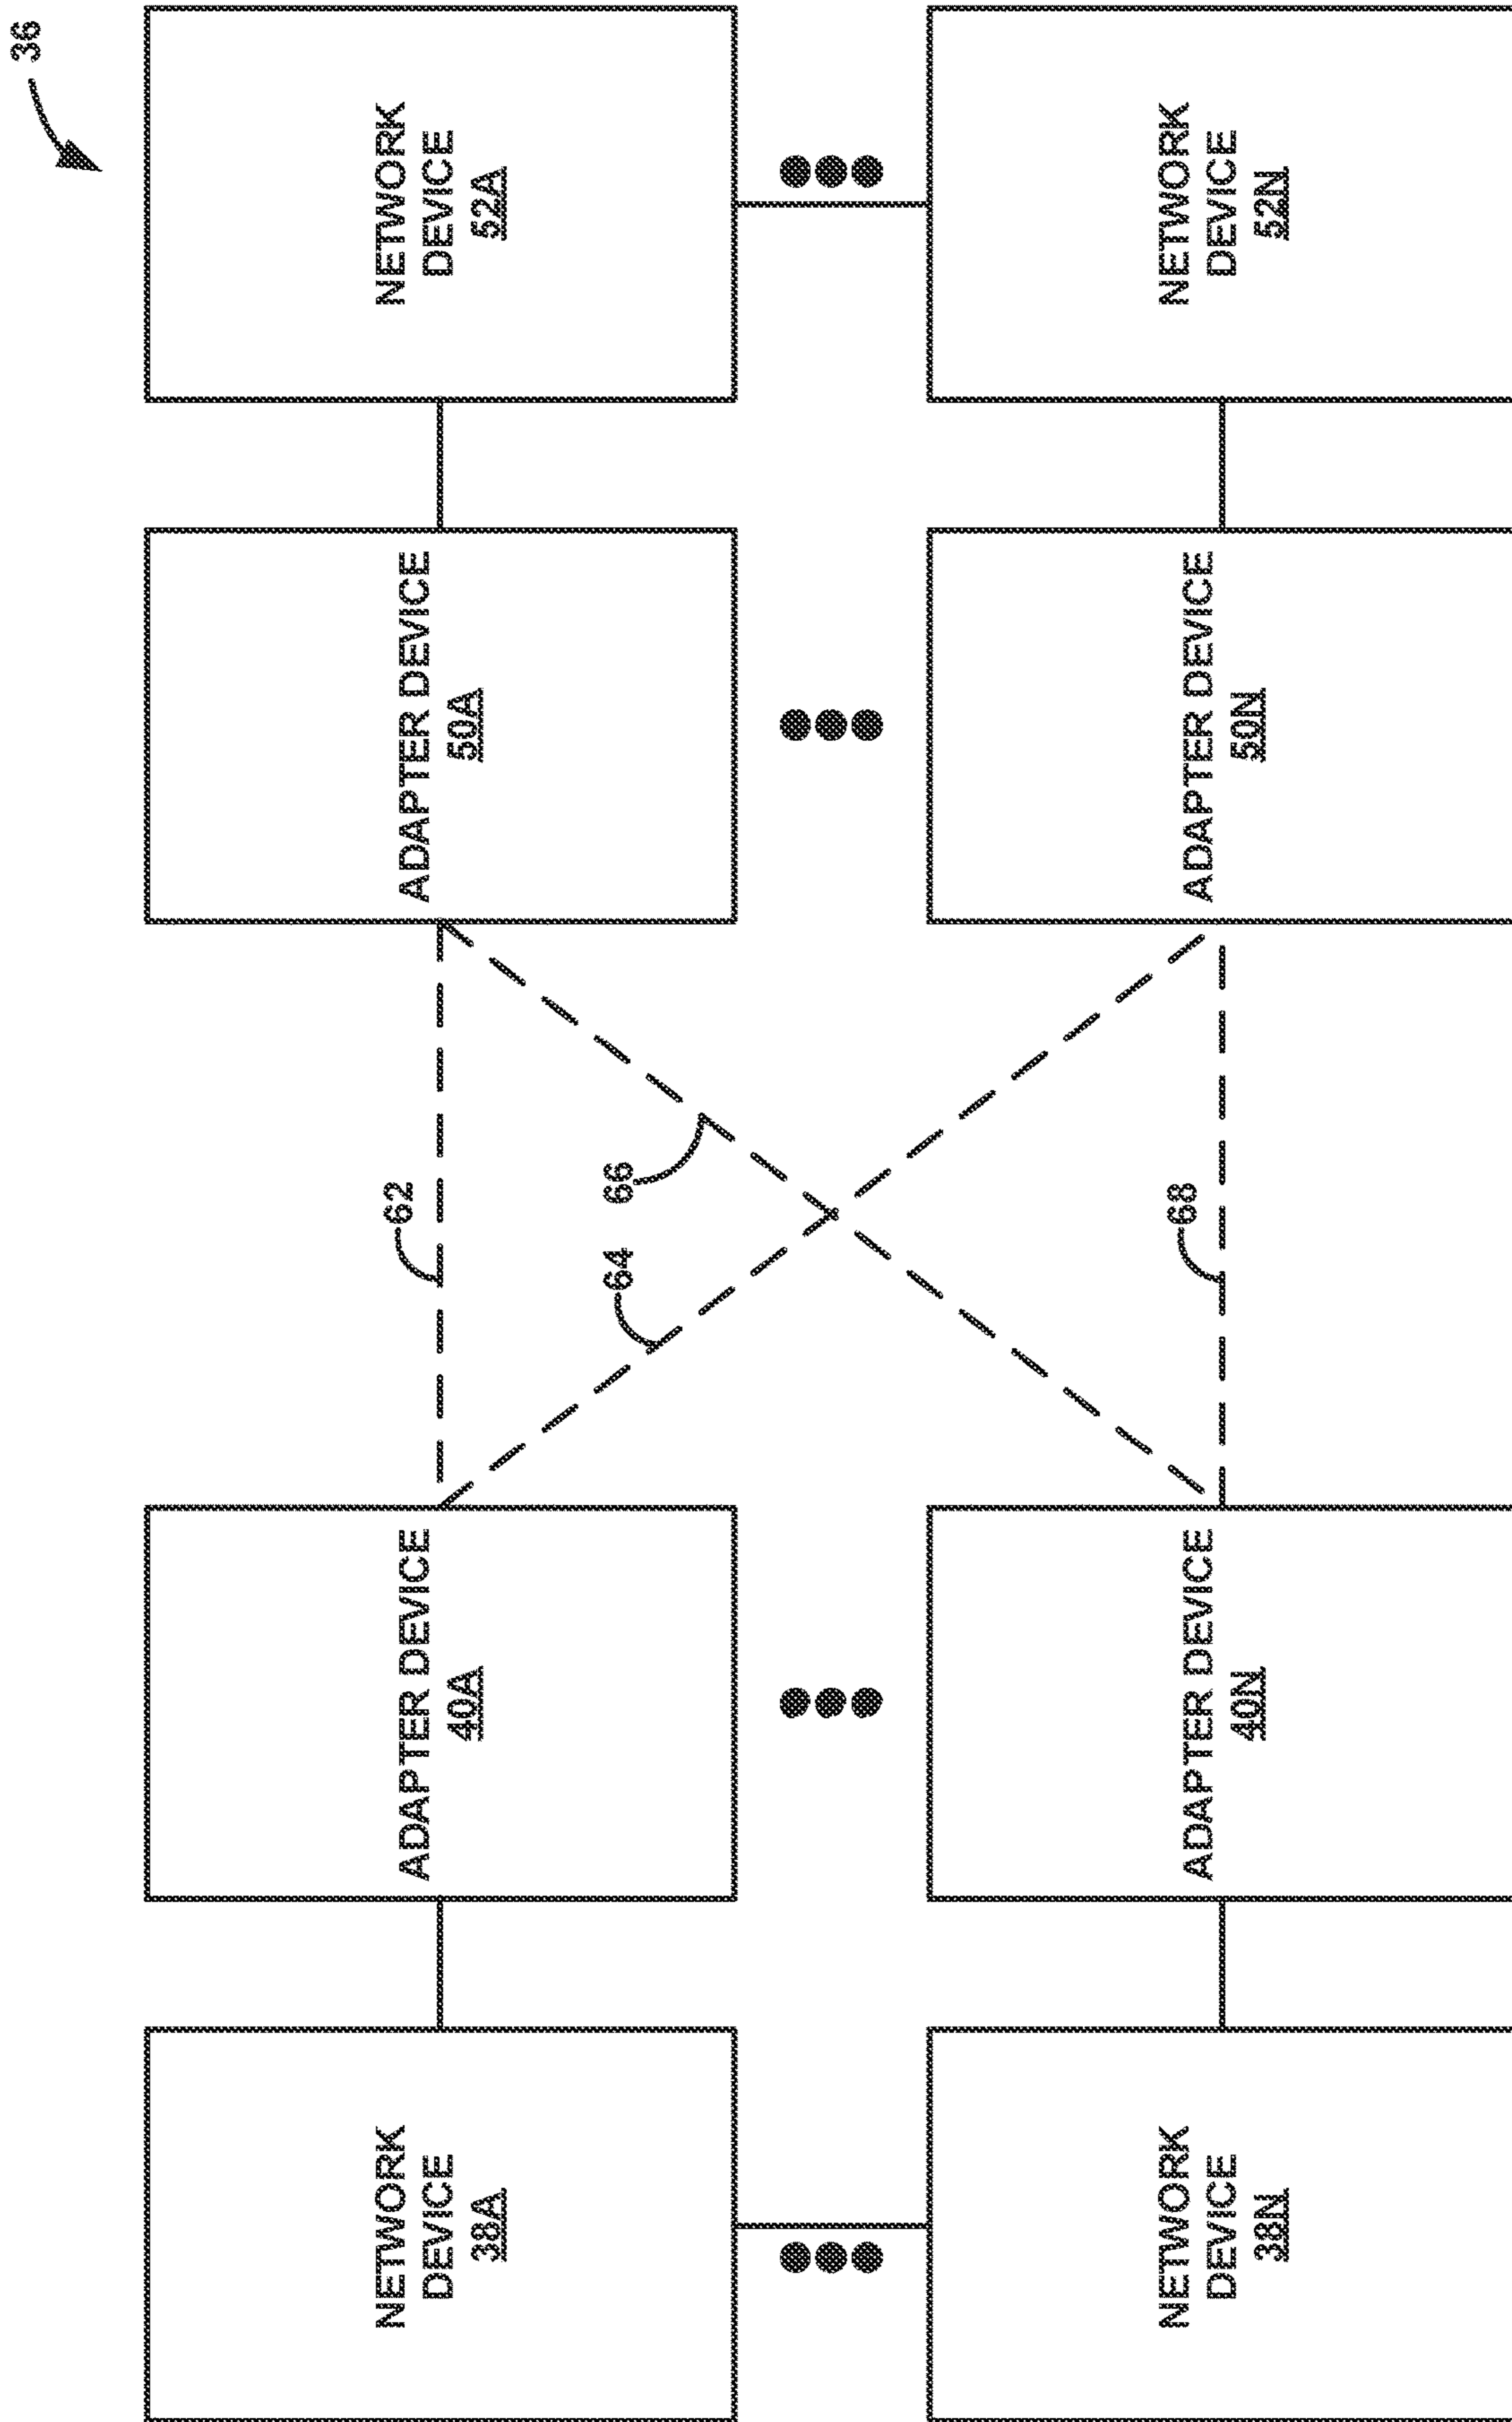 36
NETWORK
DEVICE
38A
ADAPTER DEVICE
40A
62
64
66
ADAPTER DEVICE
50A
NETWORK
DEVICE
52A
NETWORK
DEVICE
38N
ADAPTER DEVICE
40N
68
ADAPTER DEVICE
50N
NETWORK
DEVICE
52N